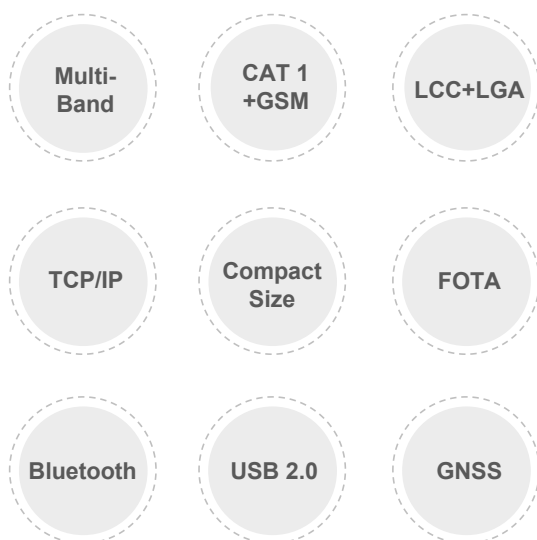 Multi-
Band
CAT 1
+GSM
LCC+LGA
TCP/IP
Compact
Size
FOTA
Bluetooth
USB 2.0
GNSS